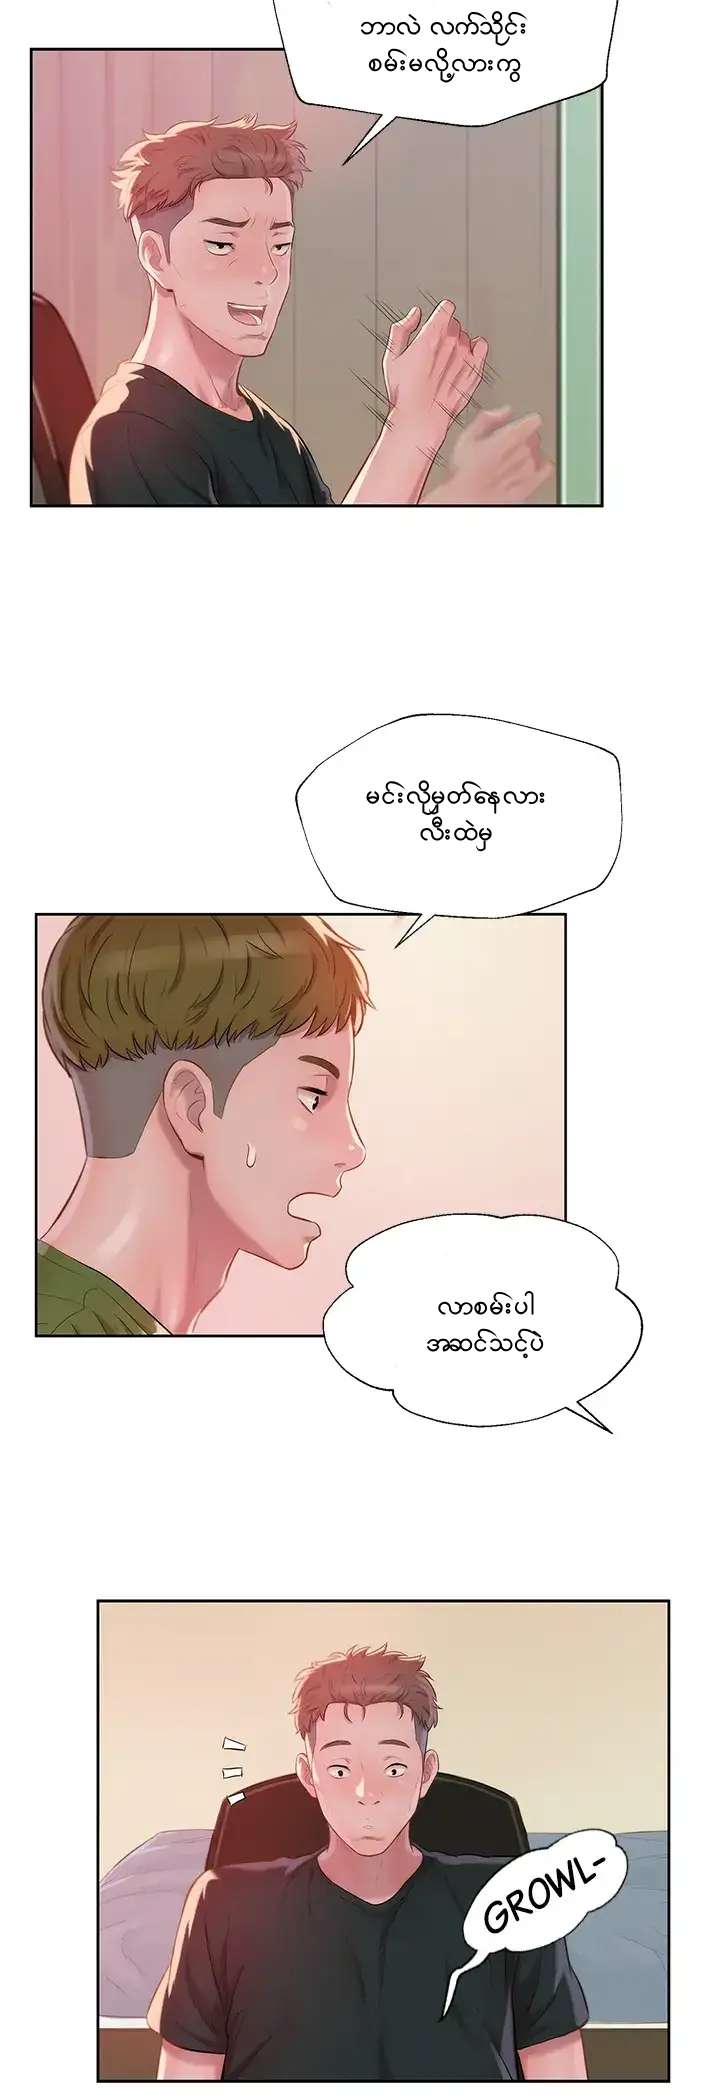 ဘာလဲ လက်သိုင်း
စမ်းမလို့လားကွ
မင်းလိုမှတ်နေလား
လီးထဲမှ
လာစမ်းပါ
အဆင်သင့်ပဲ
GROWL-